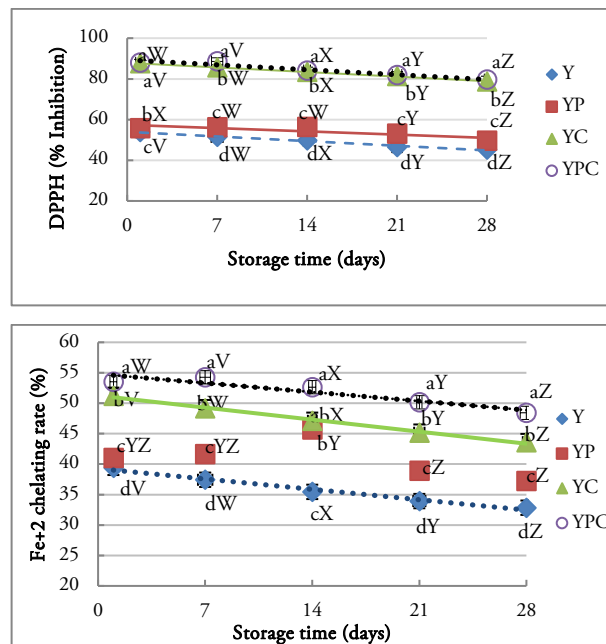 100
80
60
40
20
DPPH (% Inhibition)
aW aV aX aY aZ
aV bW bX bY bZ
bX cW cW cY cZ
cV dW dX dY dZ
0 7 14 21 28
Storage time (days)
Y
YP
YC
YPC
60
55
50
45
40
35
30
25
20
Fe+2 chelating rate (%)
aW aV aX aY aZ
bV bW abX bY bZ
cYZ cYZ bY cZ cZ
dV dW cX dY dZ
0 7 14 21 28
Storage time (days)
Y
YP
YC
YPC